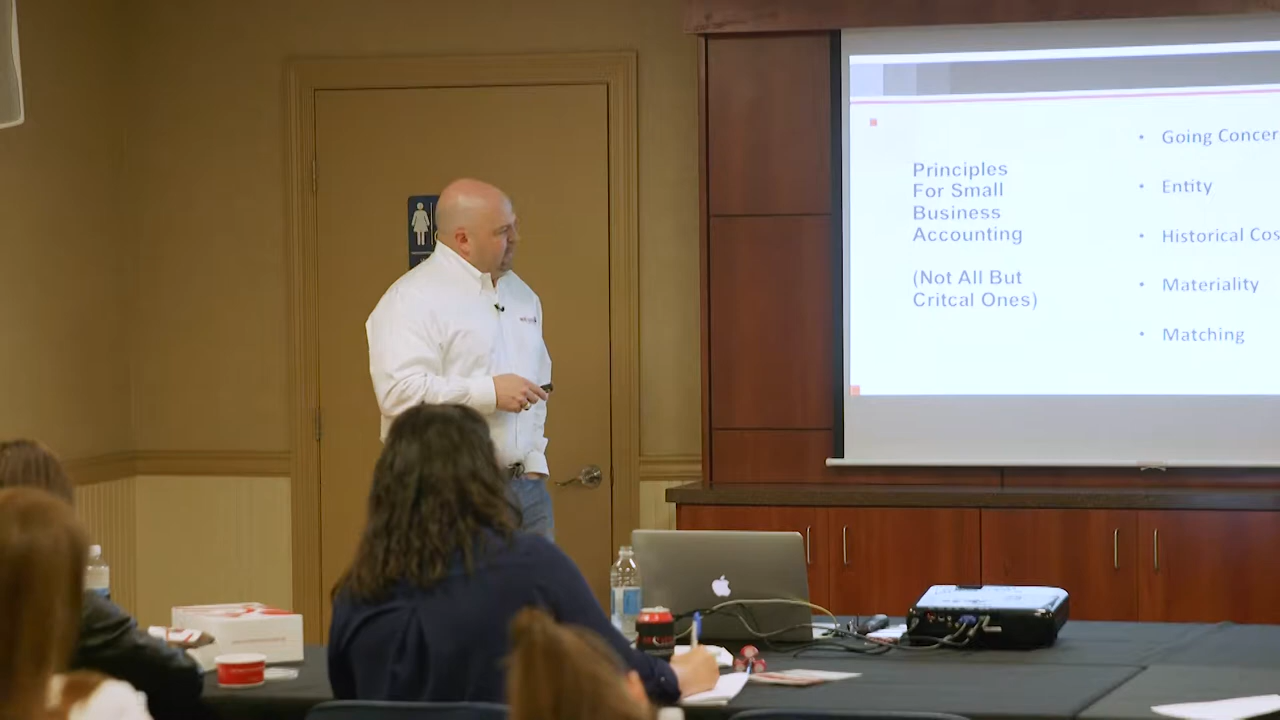 Principles
For Small
Business
Accounting
(Not All But
Critcal Ones)
• Going Concer
• Entity
• Historical Cos
• Materiality
• Matching